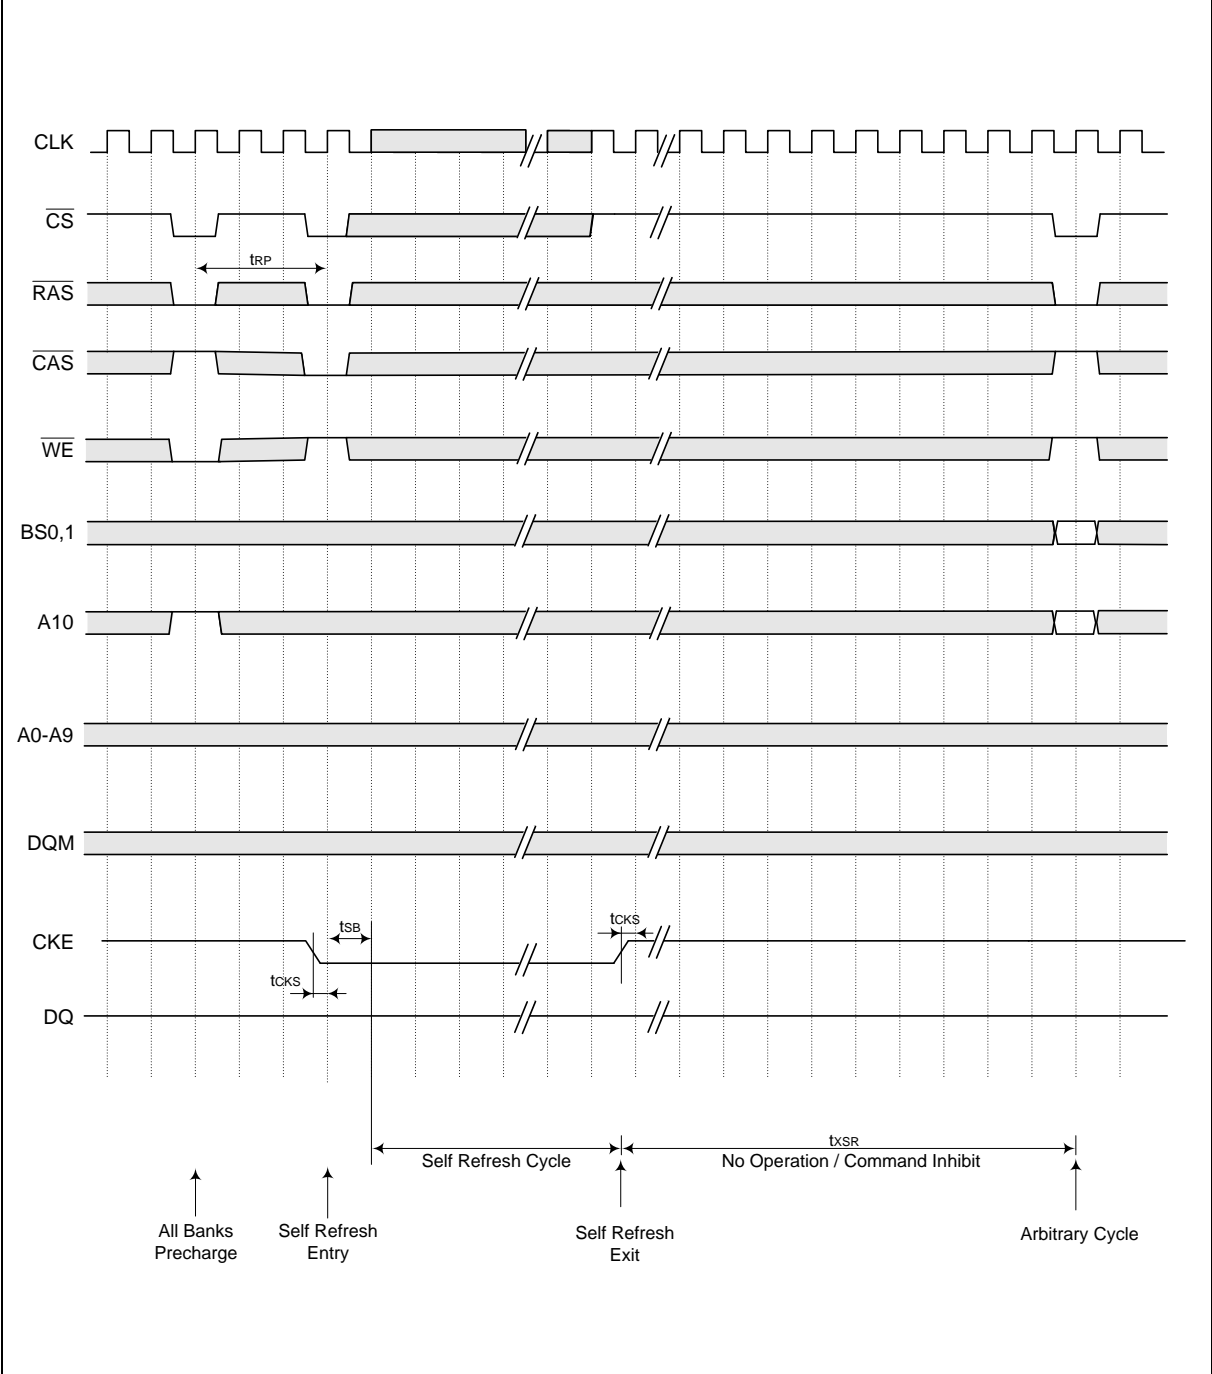 CLK
CS
tRP
RAS
CAS
WE
BS0,1
A10
A0-A9
DQM
tSB
tCKS
CKE
tCKS
DQ
tXSR
Self Refresh Cycle
No Operation / Command Inhibit
All Banks
Precharge
Self Refresh
Entry
Self Refresh
Exit
Arbitrary Cycle